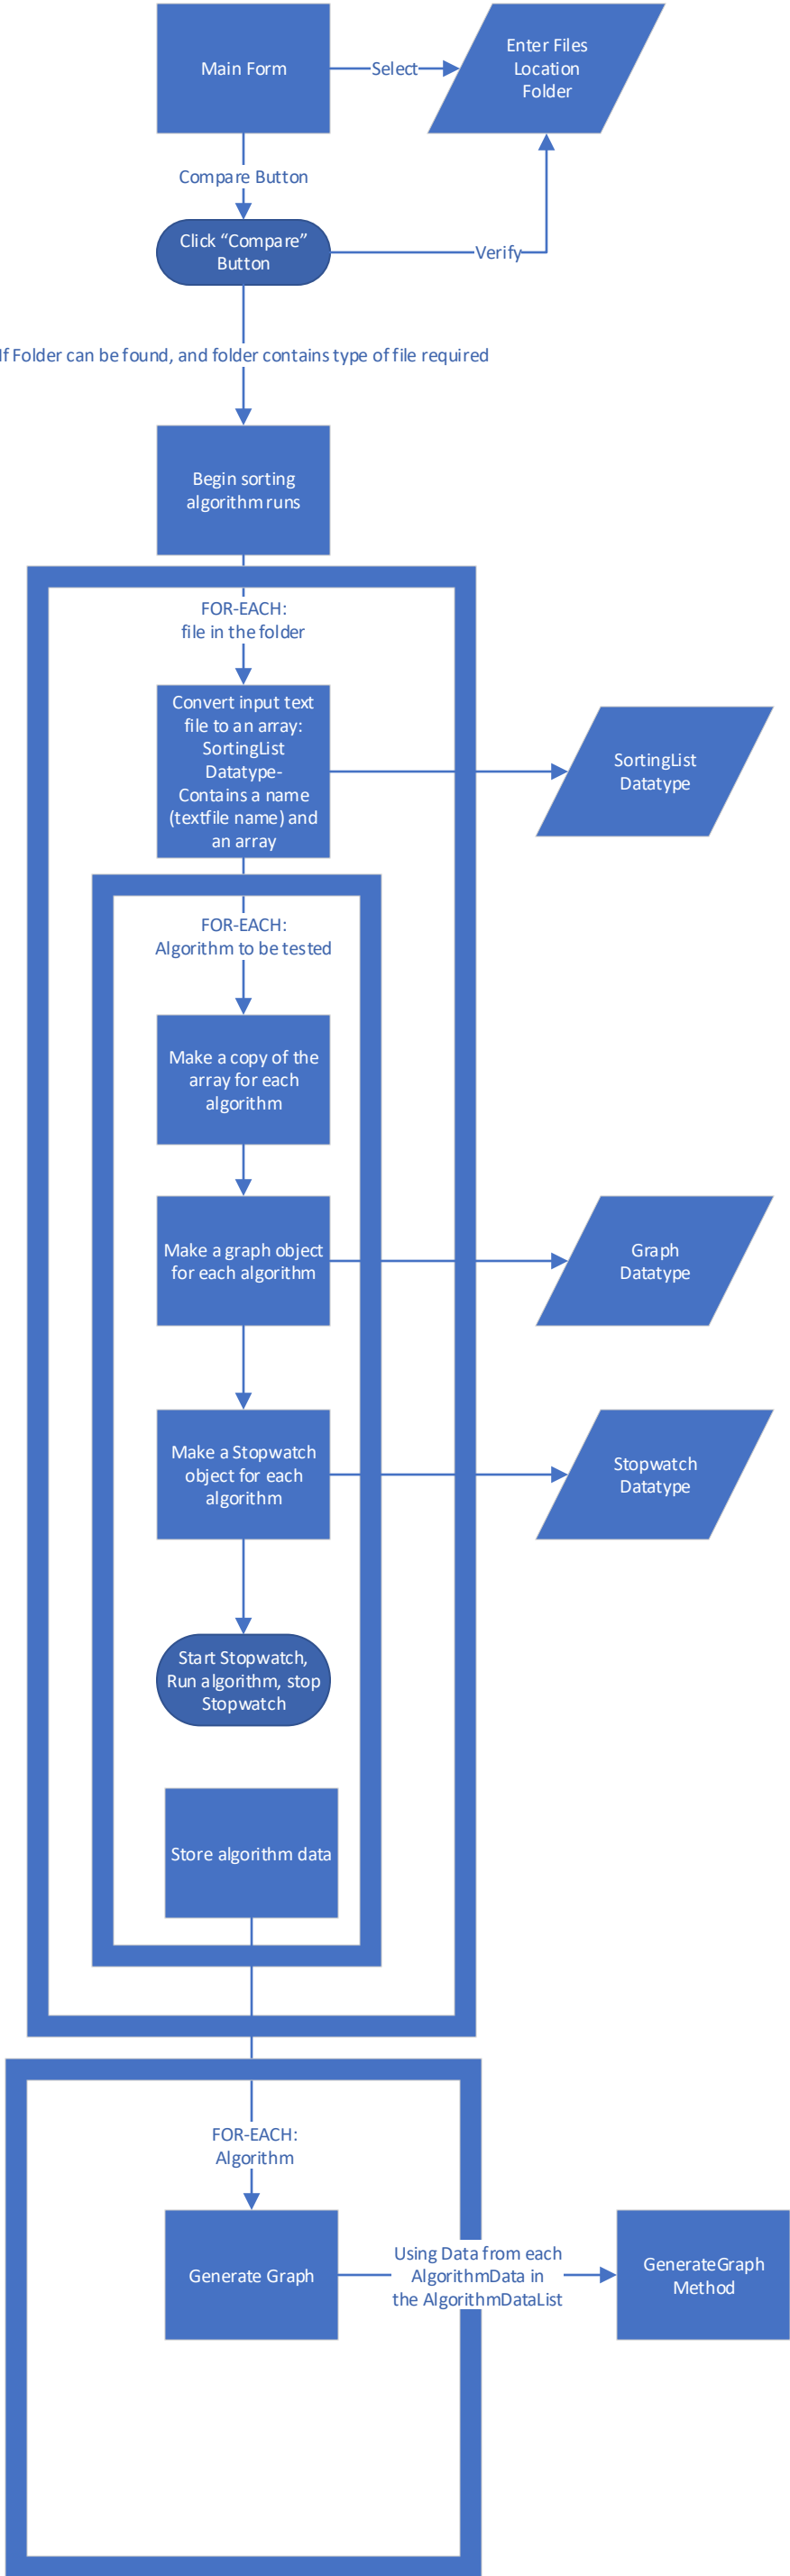 Main Form
Select
Enter Files
Location
Folder
Compare Button
Click “Compare”
Button
Verify
If Folder can be found, and folder contains type of file required
Begin sorting
algorithm runs
FOR-EACH:
file in the folder
Convert input text
file to an array:
SortingList
Datatype-
Contains a name
(textfile name) and
an array
SortingList
Datatype
FOR-EACH:
Algorithm to be tested
Make a copy of the
array for each
algorithm
Make a graph object
for each algorithm
Graph
Datatype
Make a Stopwatch
object for each
algorithm
Stopwatch
Datatype
Start Stopwatch,
Run algorithm, stop
Stopwatch
Store algorithm data
FOR-EACH:
Algorithm
Generate Graph
Using Data from each
AlgorithmData in
the AlgorithmDataList
GenerateGraph
Method